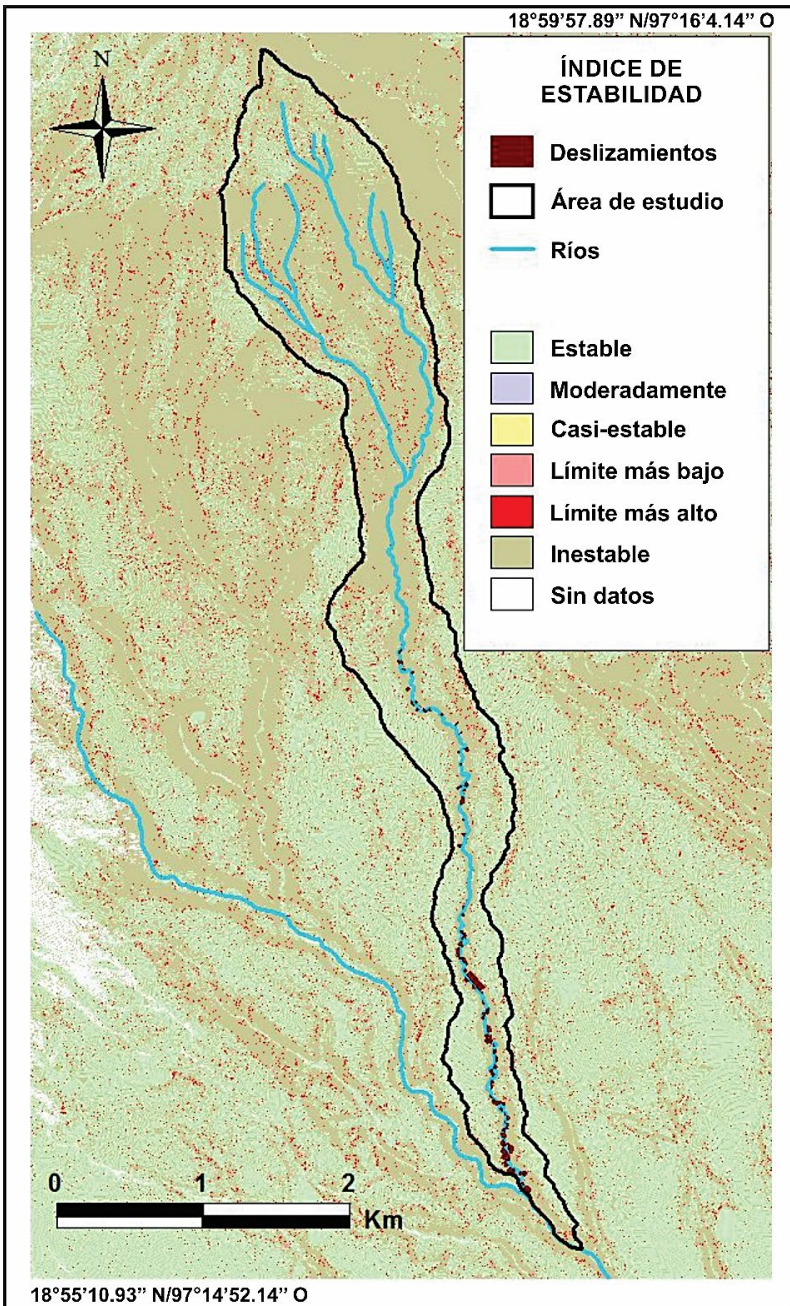 18°59'57.89” N/97°16'4.14” O
N
ÍNDICE DE
ESTABILIDAD
Deslizamientos
Área de estudio
Ríos
Estable
Moderadamente
Casi-estable
Límite más bajo
Límite más alto
Inestable
Sin datos
0 1 2
Km
18°55'10.93” N/97°14'52.14” O